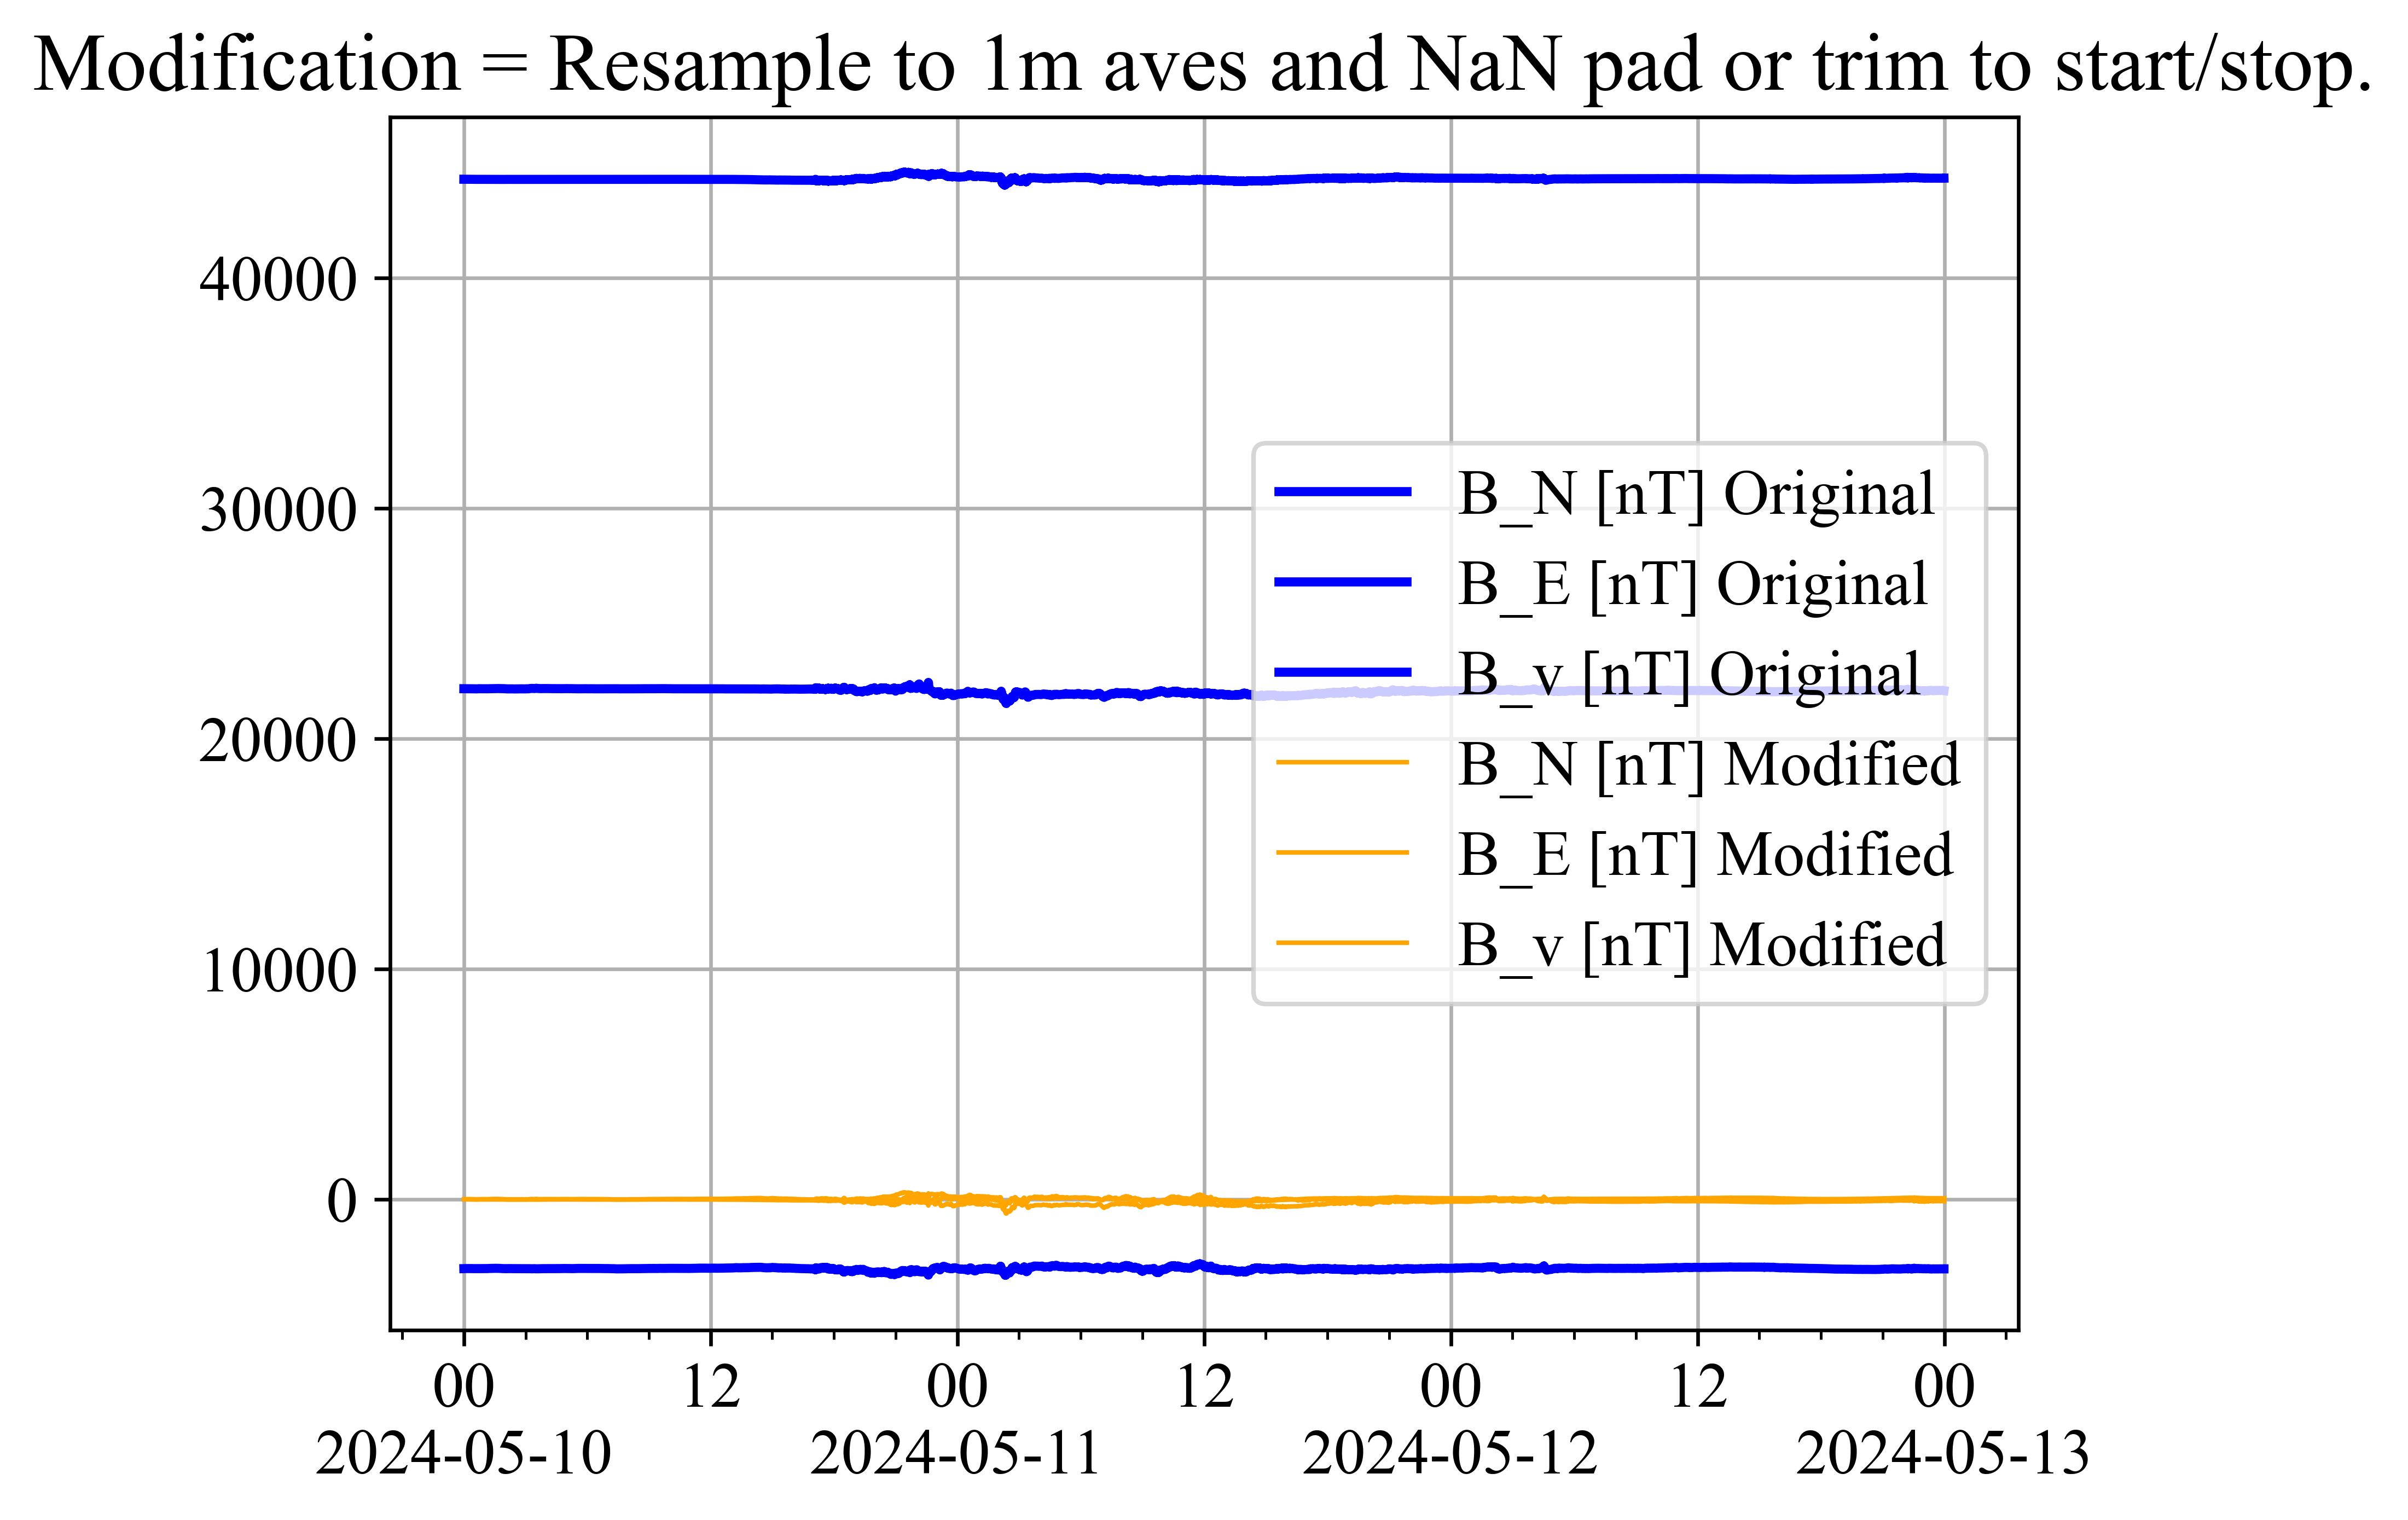 Modification = Resample to 1m aves and NaN pad or trim to start/stop.
40000
30000
20000
10000
0
B_N [nT] Original
B_E [nT] Original
B_v [nT] Original
B_N [nT] Modified
B_E [nT] Modified
B_v [nT] Modified
00 12 00 12 00 12 00
2024-05-10 2024-05-11 2024-05-12 2024-05-13